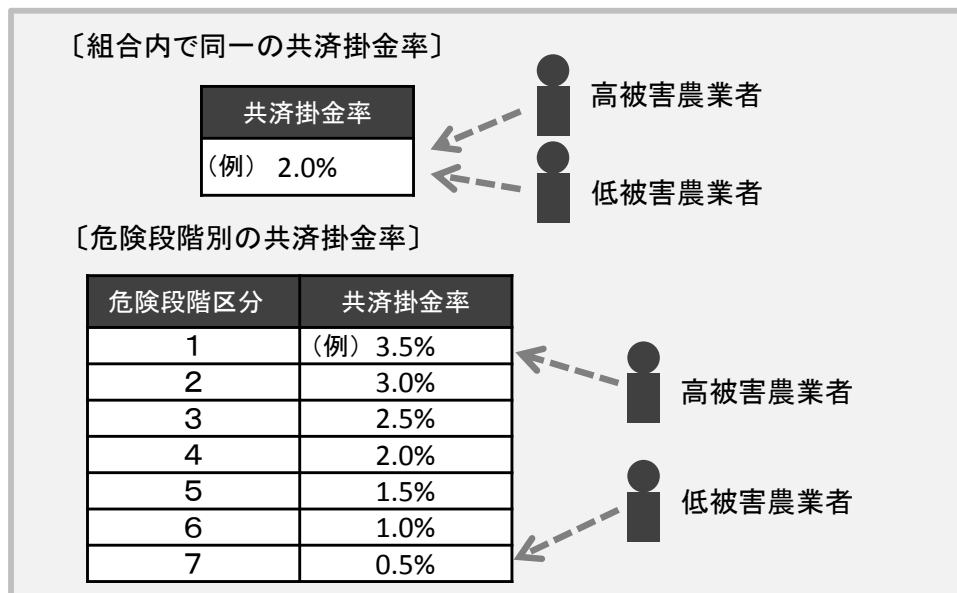 〔組合内で同一の共済掛金率〕
共済掛金率
(例) 2.0%
高被害農業者
低被害農業者
〔危険段階別の共済掛金率〕
危険段階区分 共済掛金率
1 (例) 3.5%
2 3.0%
3 2.5%
4 2.0%
5 1.5%
6 1.0%
7 0.5%
高被害農業者
低被害農業者